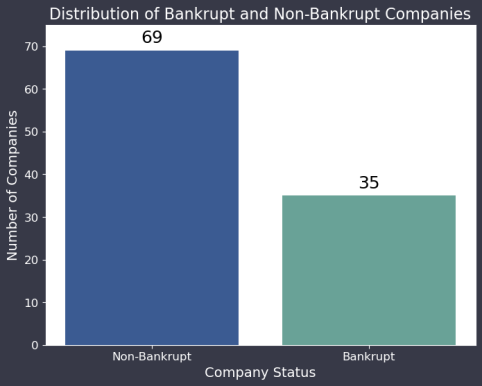 Distribution of Bankrupt and Non-Bankrupt Companies
69
35
70
60
50
40
30
20
10
0
Number of Companies
Non-Bankrupt
Bankrupt
Company Status